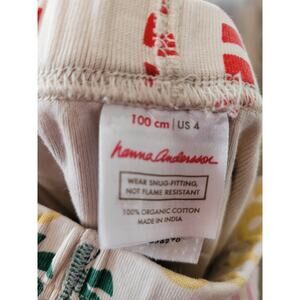 100 cm | US 4
hanna andersson
WEAR SNUG-FITTING,
NOT FLAME RESISTANT
100% ORGANIC COTTON
MADE IN INDIA